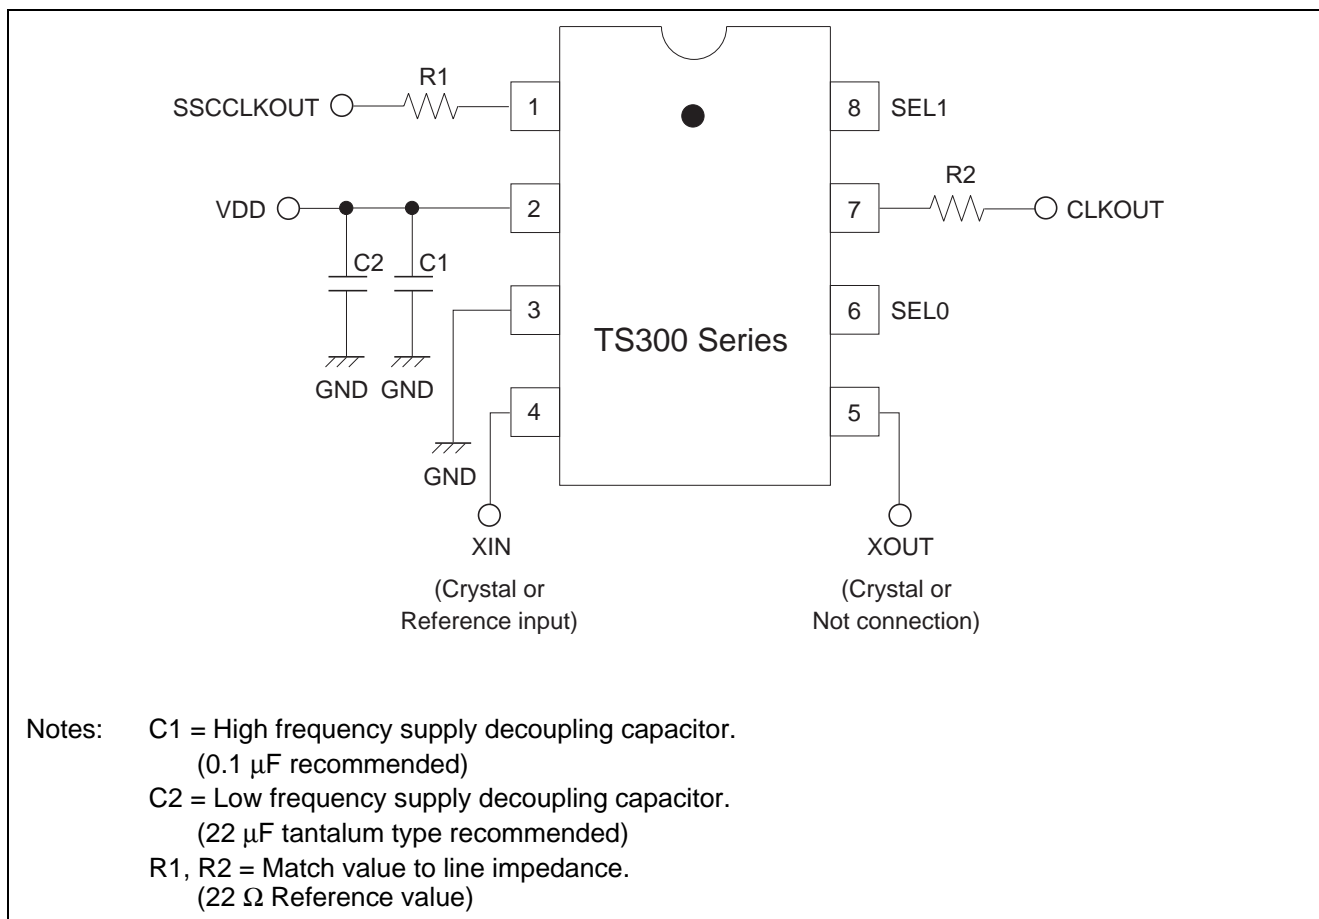 R1
SSCCLKOUT
1
8
SEL1
R2
VDD
2
7
CLKOUT
C2
C1
3
6
SEL0
TS300 Series
GND
GND
4
5
GND
XIN
XOUT
(Crystal or
Reference input)
(Crystal or
Not connection)
Notes: C1 = High frequency supply decoupling capacitor.
(0.1 μF recommended)
C2 = Low frequency supply decoupling capacitor.
(22 μF tantalum type recommended)
R1, R2 = Match value to line impedance.
(22 Ω Reference value)